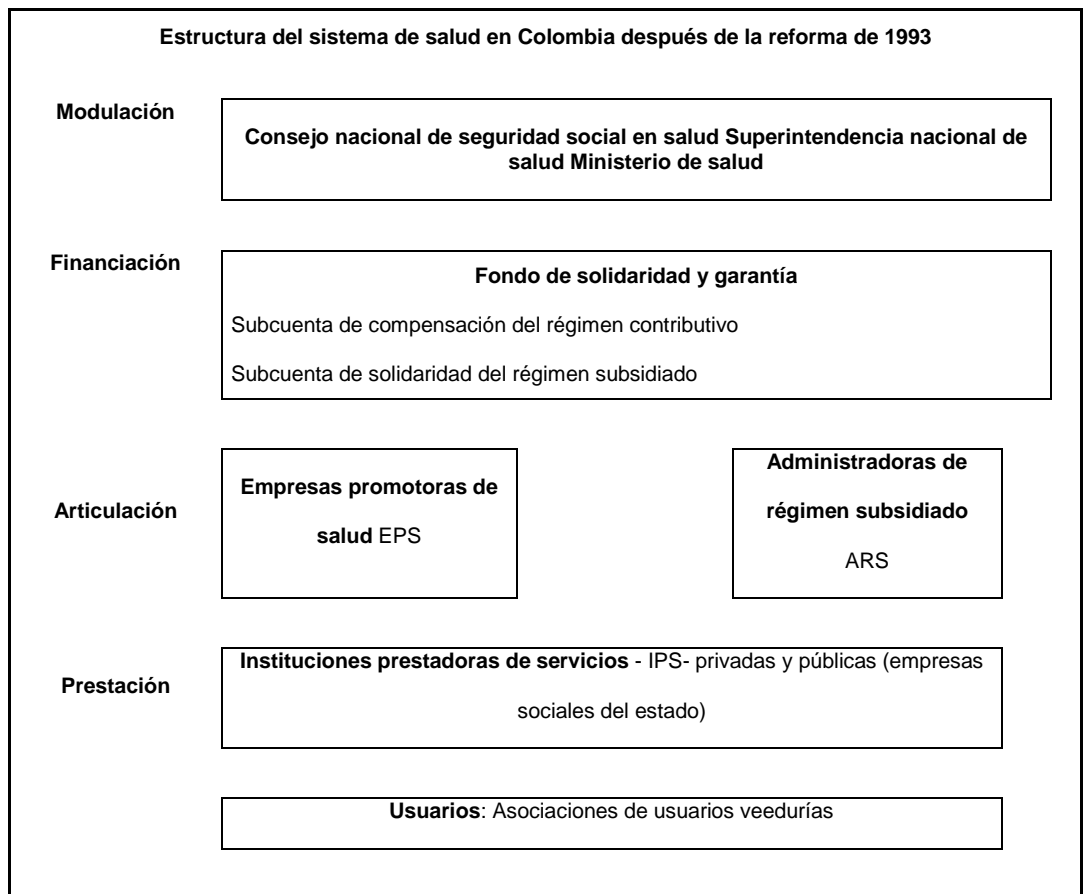 Estructura del sistema de salud en Colombia después de la reforma de 1993
Modulación
Consejo nacional de seguridad social en salud Superintendencia nacional de
salud Ministerio de salud
Financiación
Fondo de solidaridad y garantía
Subcuenta de compensación del régimen contributivo
Subcuenta de solidaridad del régimen subsidiado
Articulación
Empresas promotoras de
salud EPS
Administradoras de
régimen subsidiado
ARS
Prestación
Instituciones prestadoras de servicios - IPS- privadas y públicas (empresas
sociales del estado)
Usuarios: Asociaciones de usuarios veedurías